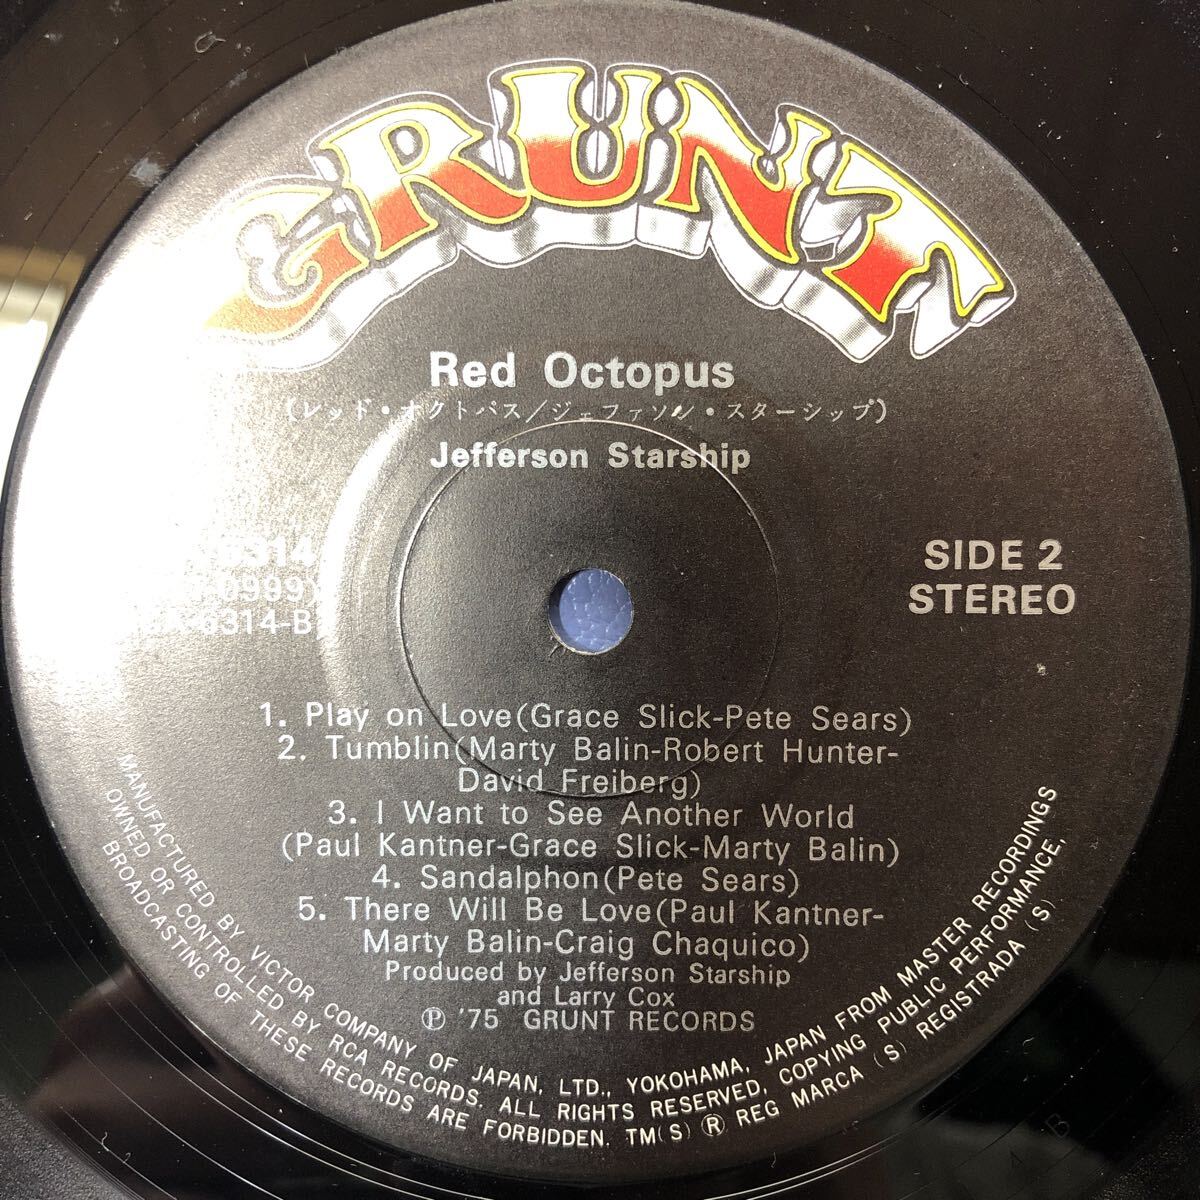 GRUNT
Red Octopus
(レッド・オクトパス/ジェファソン・スターシップ)
Jefferson Starship
6314
0999)
6314-B
SIDE 2
STEREO
1. Play on Love(Grace Slick-Pete Sears)
2. Tumblin(Marty Balin-Robert Hunter-
David Freiberg)
3. I Want to See Another World
(Paul Kantner-Grace Slick-Marty Balin)
4. Sandalphon(Pete Sears)
5. There Will Be Love(Paul Kantner-
Marty Balin-Craig Chaquico)
Produced by Jefferson Starship
and Larry Cox
Ⓟ '75 GRUNT RECORDS
MANUFACTURED BY VICTOR COMPANY OF JAPAN, LTD., YOKOHAMA, JAPAN FROM MASTER RECORDINGS
OWNED OR CONTROLLED BY RCA RECORDS. ALL RIGHTS RESERVED, COPYING PUBLIC PERFORMANCE,
BROADCASTING OF THESE RECORDS ARE FORBIDDEN. TM(S) ® REG MARCA (S) REGISTRADA (S)